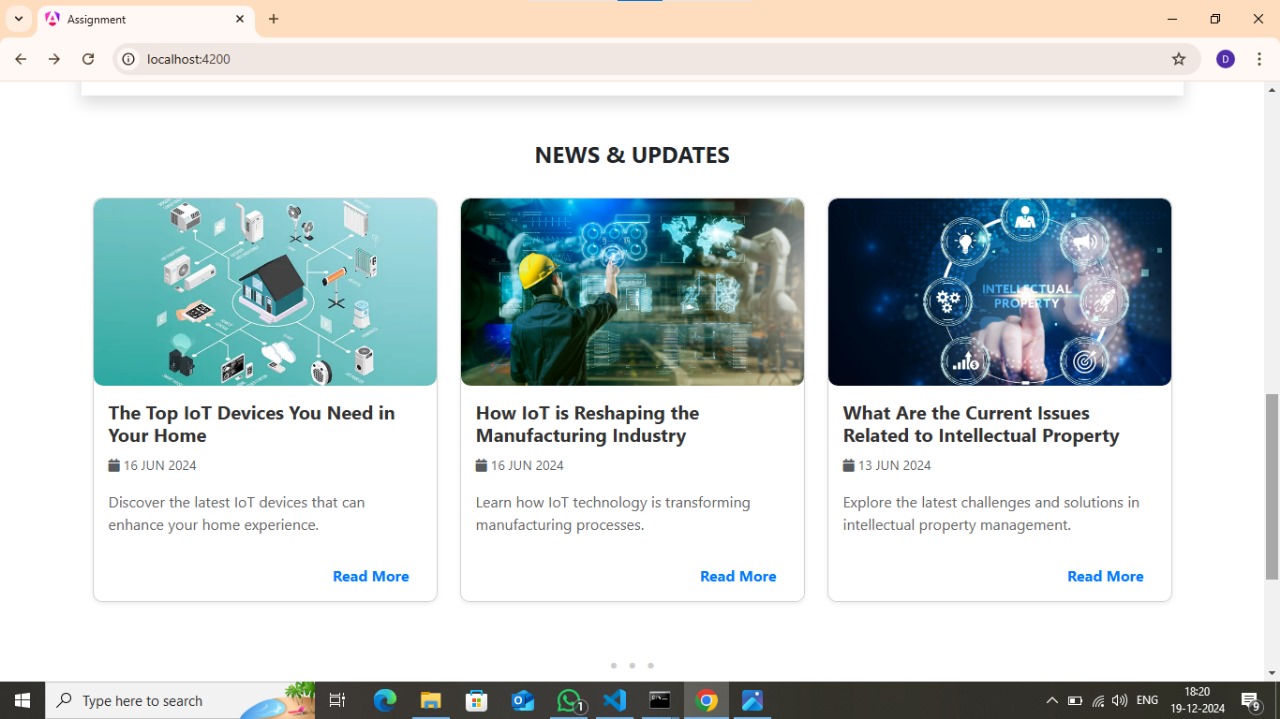 Assignment
localhost:4200
D
NEWS & UPDATES
INTELLECTUAL
PROPERTY
The Top IoT Devices You Need in
Your Home
16 JUN 2024
Discover the latest IoT devices that can
enhance your home experience.
Read More
How IoT is Reshaping the
Manufacturing Industry
16 JUN 2024
Learn how IoT technology is transforming
manufacturing processes.
Read More
What Are the Current Issues
Related to Intellectual Property
13 JUN 2024
Explore the latest challenges and solutions in
intellectual property management.
Read More
Type here to search
1
ENG
18:20
19-12-2024
9